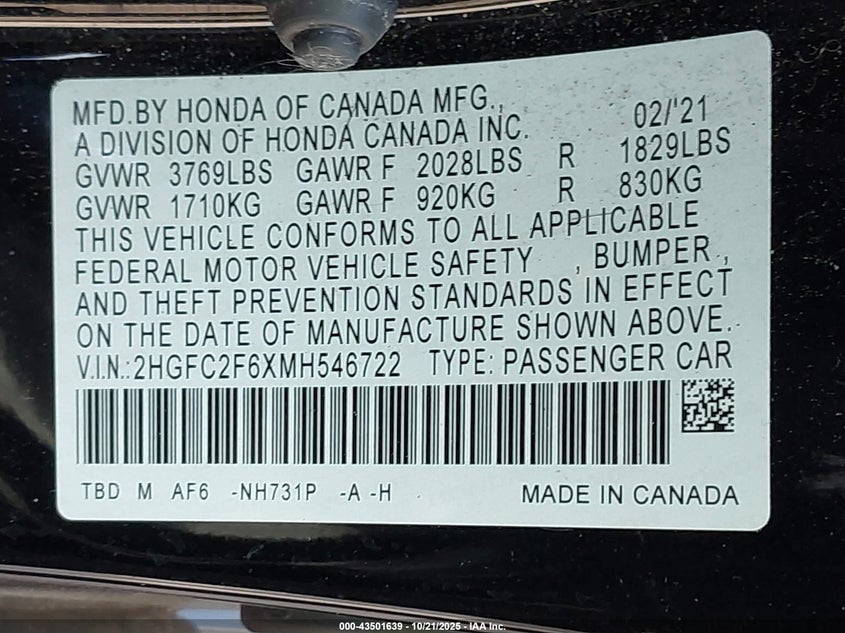 MFD.BY HONDA OF CANADA MFG.,
A DIVISION OF HONDA CANADA INC. 02/'21
GVWR 3769LBS GAWR F 2028LBS R 1829LBS
GVWR 1710KG GAWR F 920KG R 830KG
THIS VEHICLE CONFORMS TO ALL APPLICABLE
FEDERAL MOTOR VEHICLE SAFETY , BUMPER ,
AND THEFT PREVENTION STANDARDS IN EFFECT
ON THE DATE OF MANUFACTURE SHOWN ABOVE.
V.I.N.:2HGFC2F6XMH546722 TYPE: PASSENGER CAR
TBD M AF6 -NH731P -A -H MADE IN CANADA
000-43501639 - 10/21/2025 - IAA Inc.